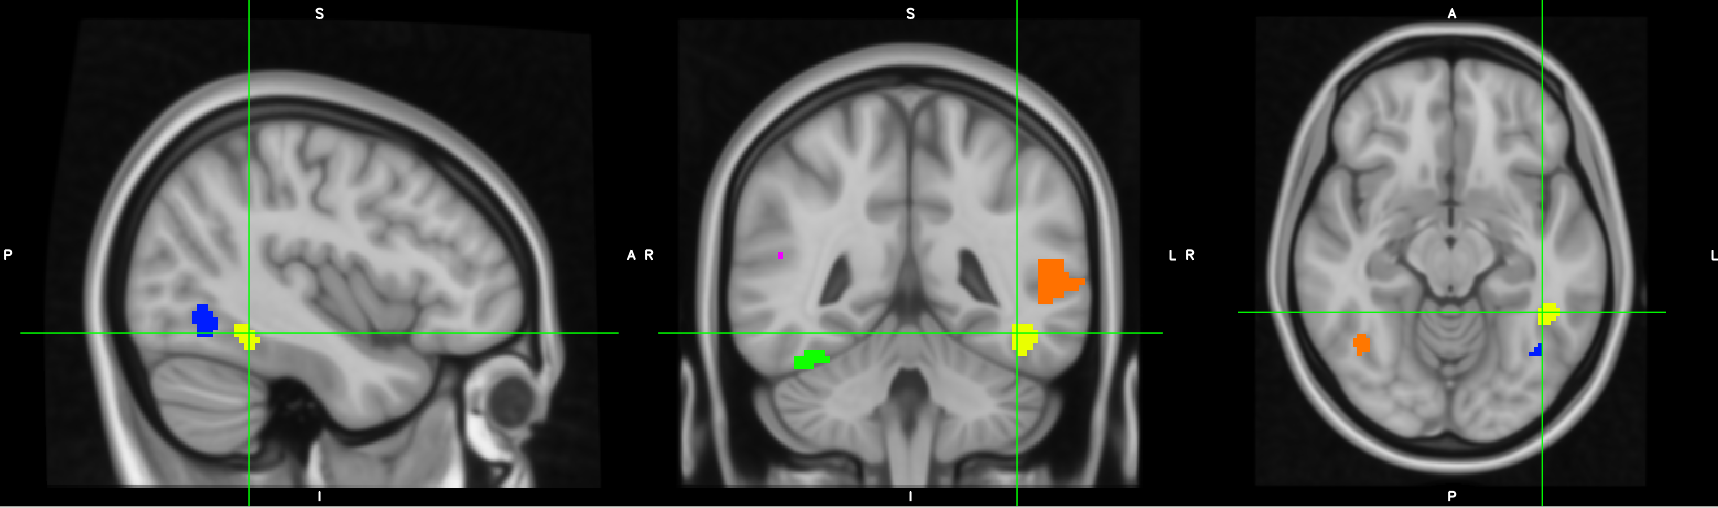 S S A
P A R L R L
I I P